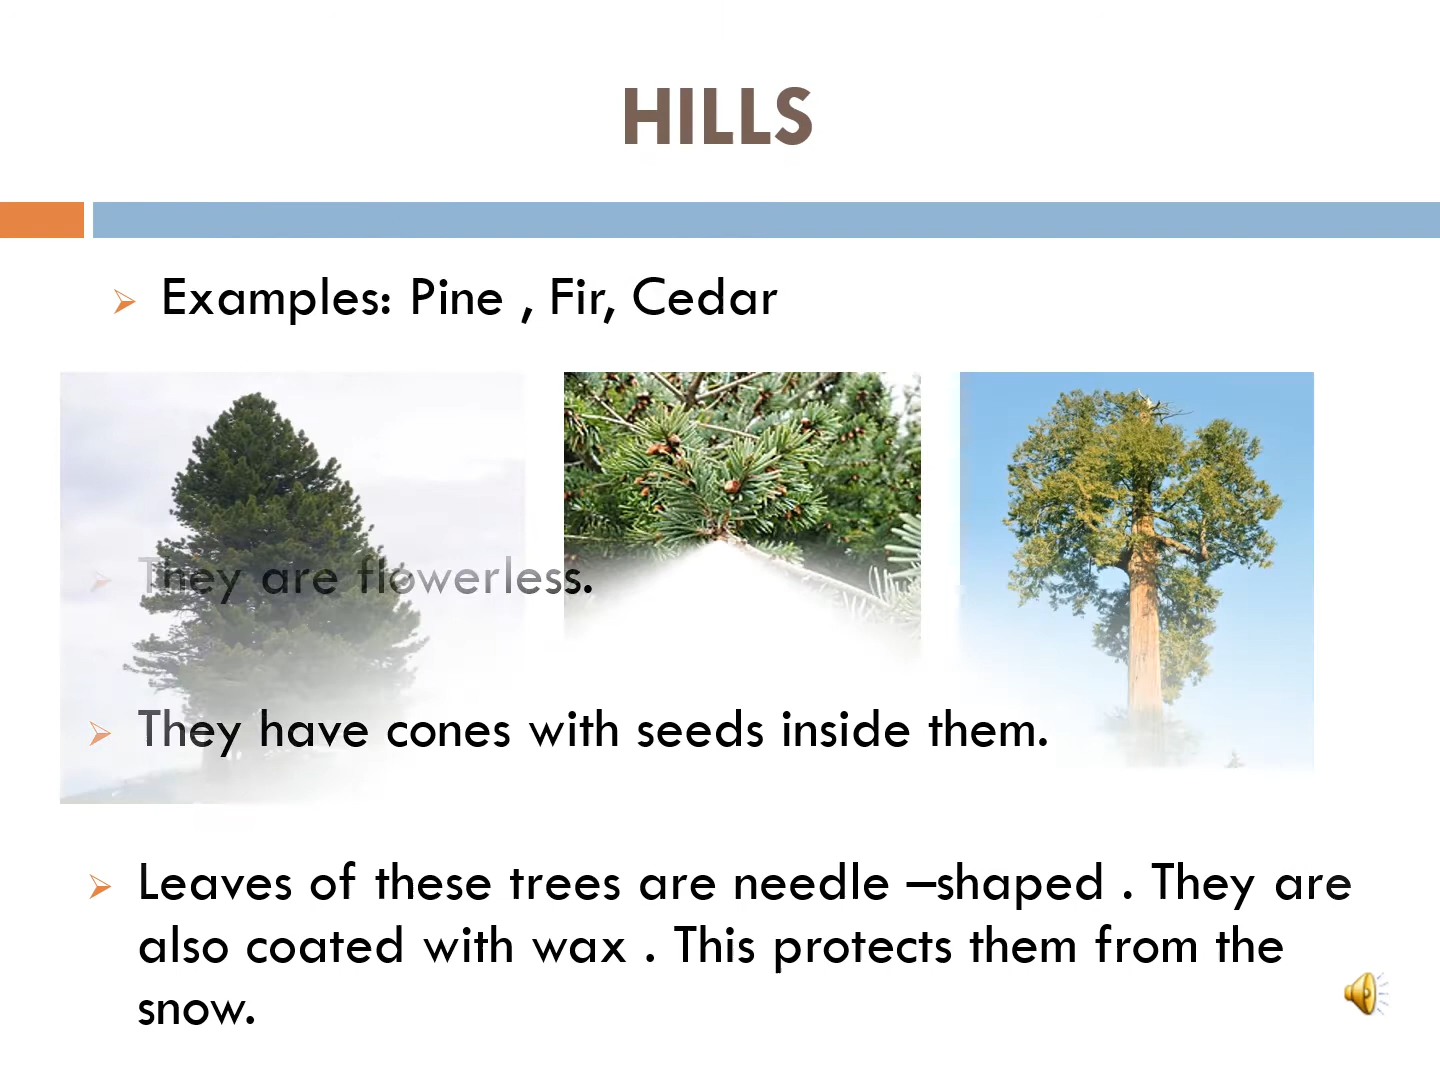 HILLS
Examples: Pine , Fir, Cedar
They are flowerless.
They have cones with seeds inside them.
Leaves of these trees are needle –shaped . They are
also coated with wax . This protects them from the
snow.